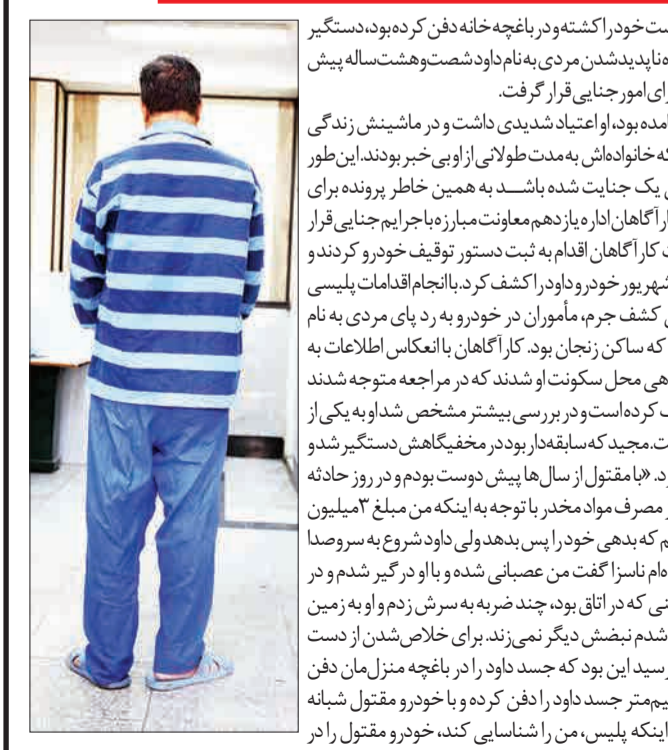 ست خود را کشته و در باغچه خانه دفن کرده بود، دستگیر
ناپدید شدن مردی به نام داود شصت‌وهشت‌ساله پیش
امور جنایی قرار گرفت.
بود، او اعتیاد شدیدی داشت و در ماشینش زندگی
که خانواده‌اش به مدت طولانی از او بی‌خبر بودند. این‌طور
یک جنایت شده باشد به همین خاطر پرونده برای
کارآگاهان اداره یازدهم معاونت مبارزه با جرایم جنایی قرار
کارآگاهان اقدام به ثبت دستور توقیف خودرو کردند و
شهریور خودرو داود را کشف کرد. با انجام اقدامات پلیسی
کشف جرم، مأموران در خودرو به رد پای مردی به نام
که ساکن زنجان بود. کارآگاهان با انعکاس اطلاعات به
محل سکونت او شدند که در مراجعه متوجه شدند
کرده است و در بررسی بیشتر مشخص شد او به یکی از
ت. مجید که سابقه‌دار بود در مخفیگاهش دستگیر شد و
د. «با مقتول از سال‌ها پیش دوست بودم و در روز حادثه
مصرف مواد مخدر با توجه به اینکه من مبلغ ۳میلیون
م که بدهی خود را پس بدهد ولی داود شروع به سروصدا
ه‌ام ناسزا گفت من عصبانی شده و با او درگیر شدم و در
نی که در اتاق بود، چند ضربه به سرش زدم و او به زمین
شدم نبضش دیگر نمی‌زند. برای خلاص‌شدن از دست
رسید این بود که جسد داود را در باغچه منزل‌مان دفن
یم‌متر جسد داود را دفن کرده و با خودرو مقتول شبانه
اینکه پلیس، من را شناسایی کند، خودرو مقتول را در